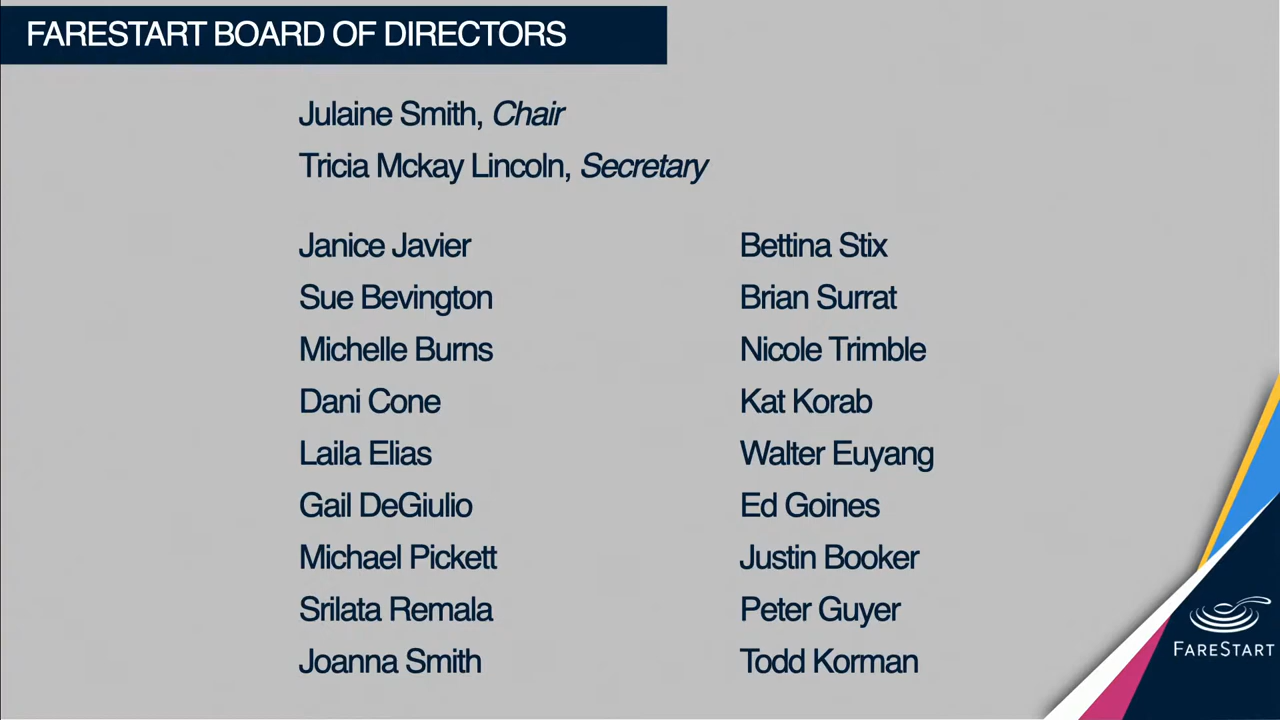 FARESTART BOARD OF DIRECTORS
Julaine Smith, Chair
Tricia Mckay Lincoln, Secretary
Janice Javier
Sue Bevington
Michelle Burns
Dani Cone
Laila Elias
Gail DeGiulio
Michael Pickett
Srilata Remala
Joanna Smith
Bettina Stix
Brian Surrat
Nicole Trimble
Kat Korab
Walter Euyang
Ed Goines
Justin Booker
Peter Guyer
Todd Korman
FARESTART